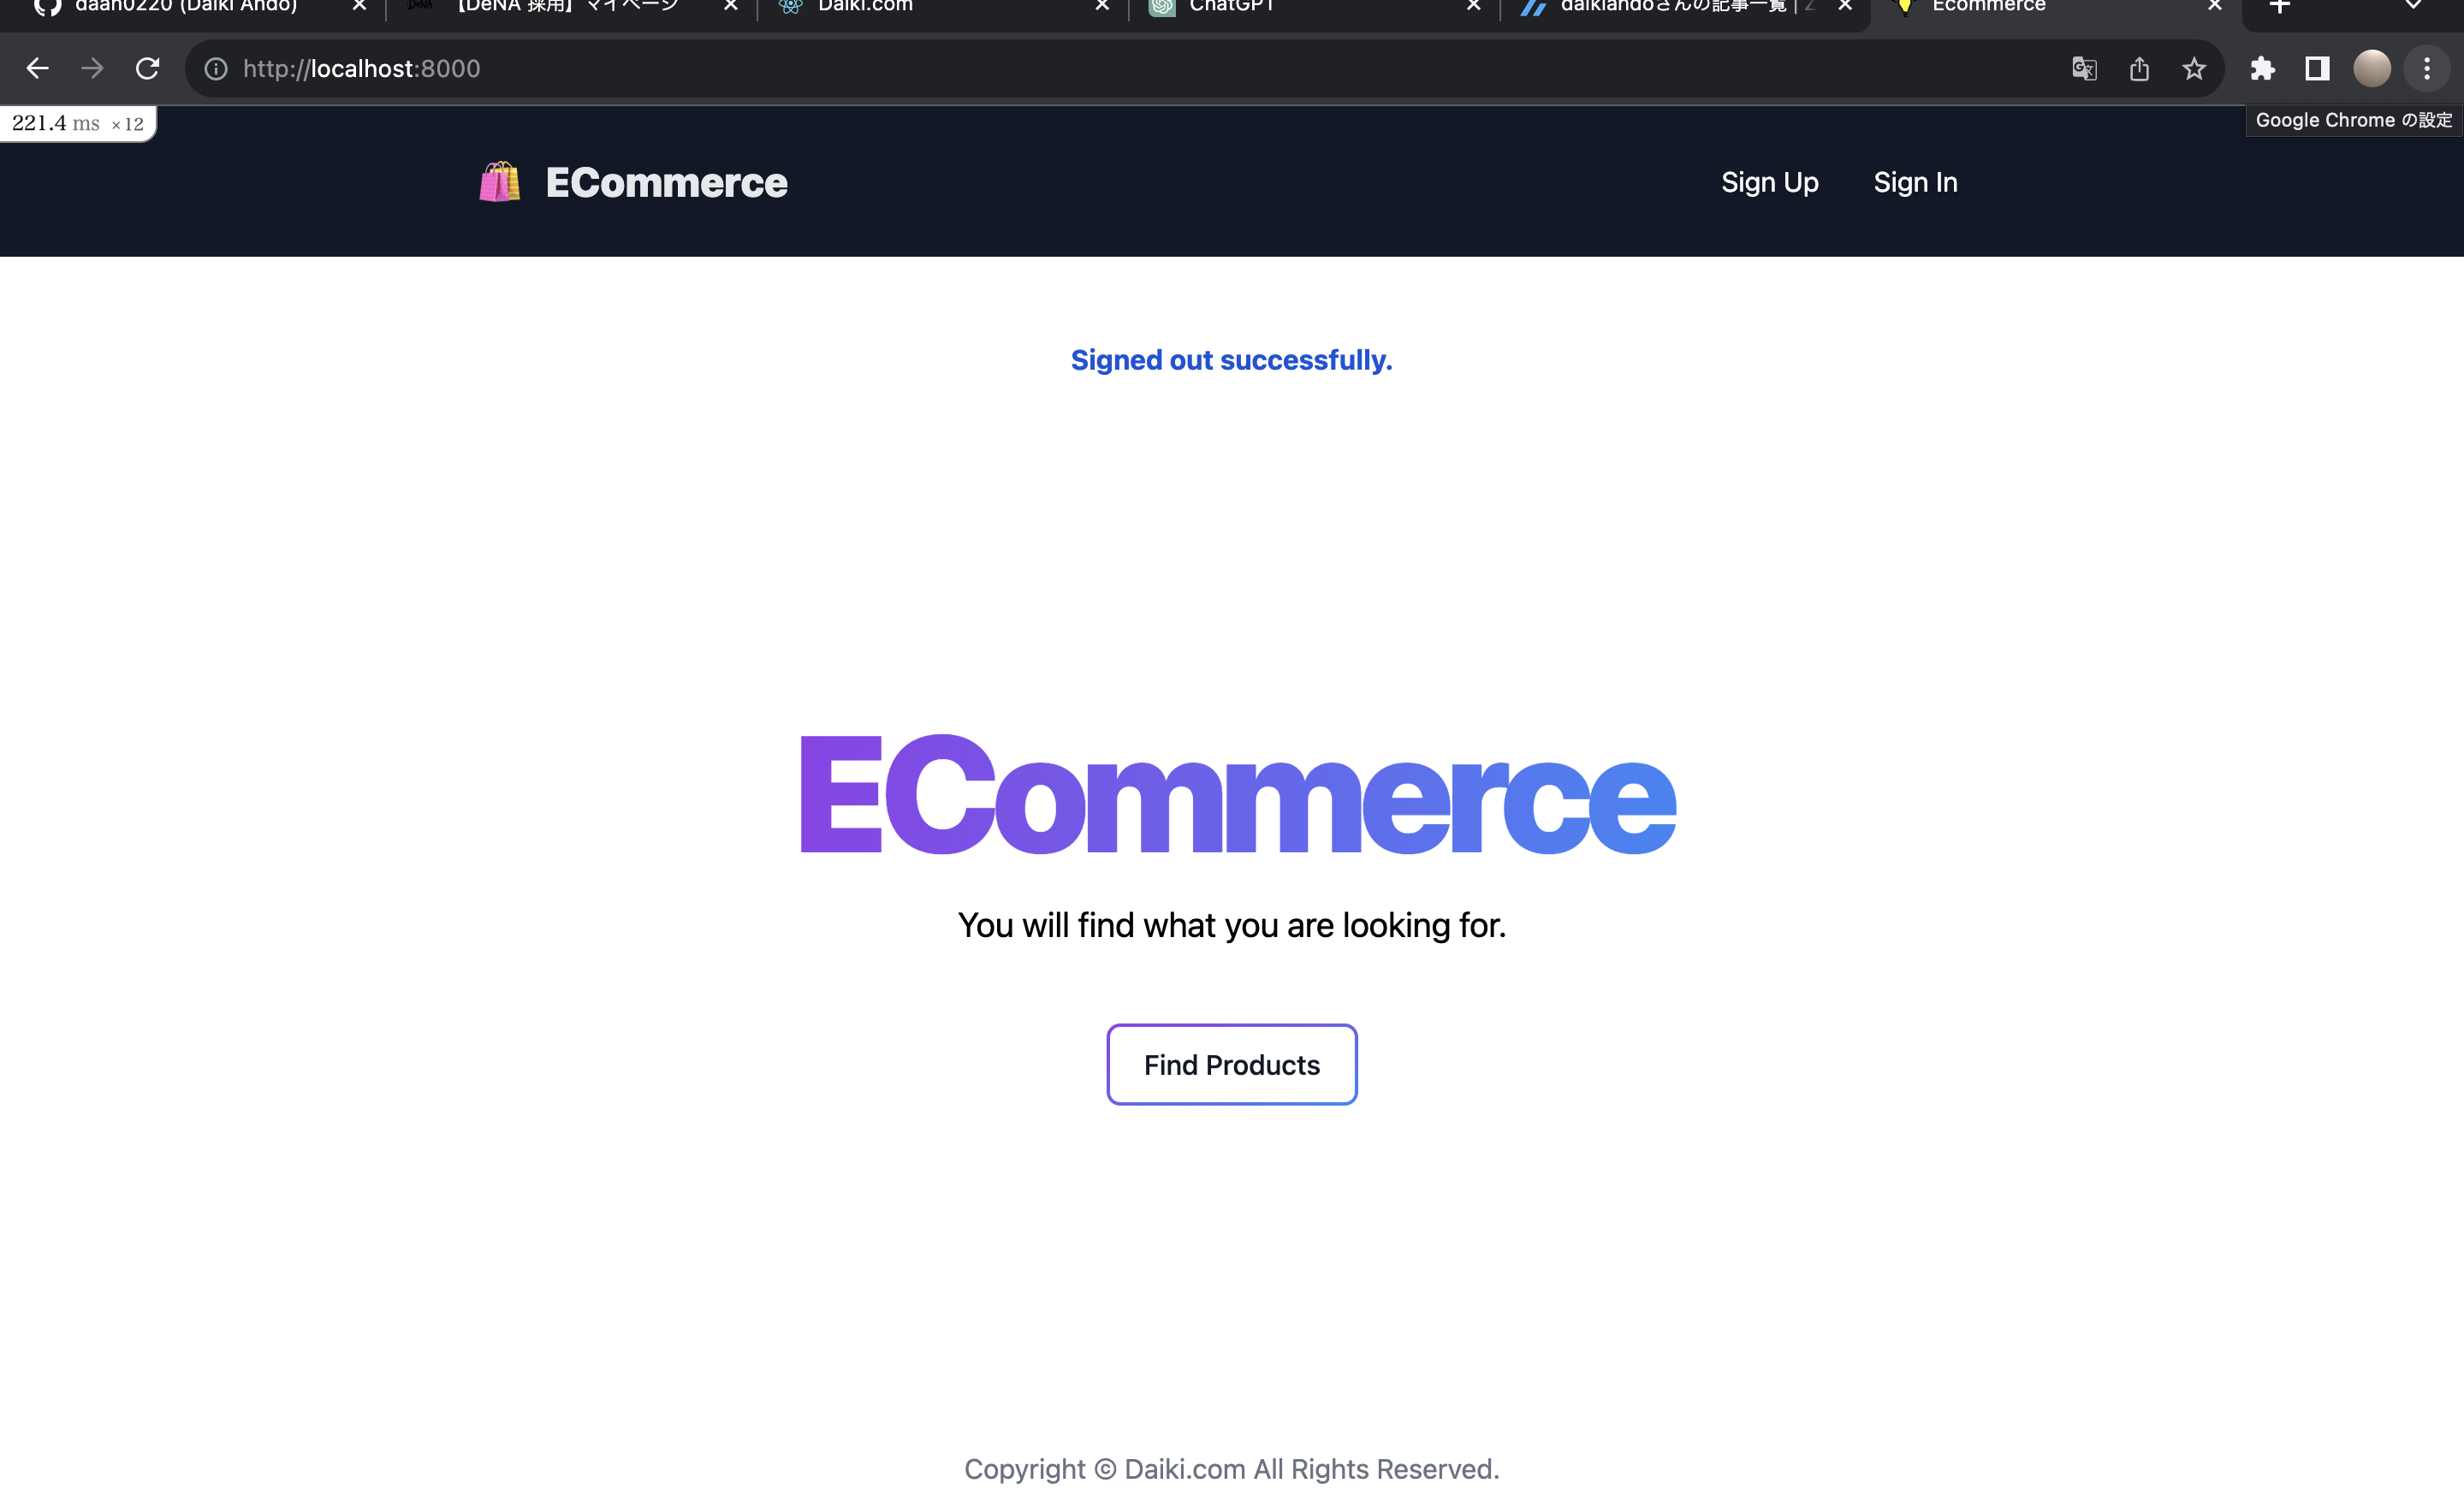 daan0220 (Daiki Ando)
DeNA
【DeNA 採用】マイページ
Daiki.com
ChatGPT
daikiandoさんの記事一覧 | Z
Ecommerce
http://localhost:8000
221.4 ms ×12
Google Chrome の設定
ECommerce
Sign Up
Sign In
Signed out successfully.
ECommerce
You will find what you are looking for.
Find Products
Copyright © Daiki.com All Rights Reserved.